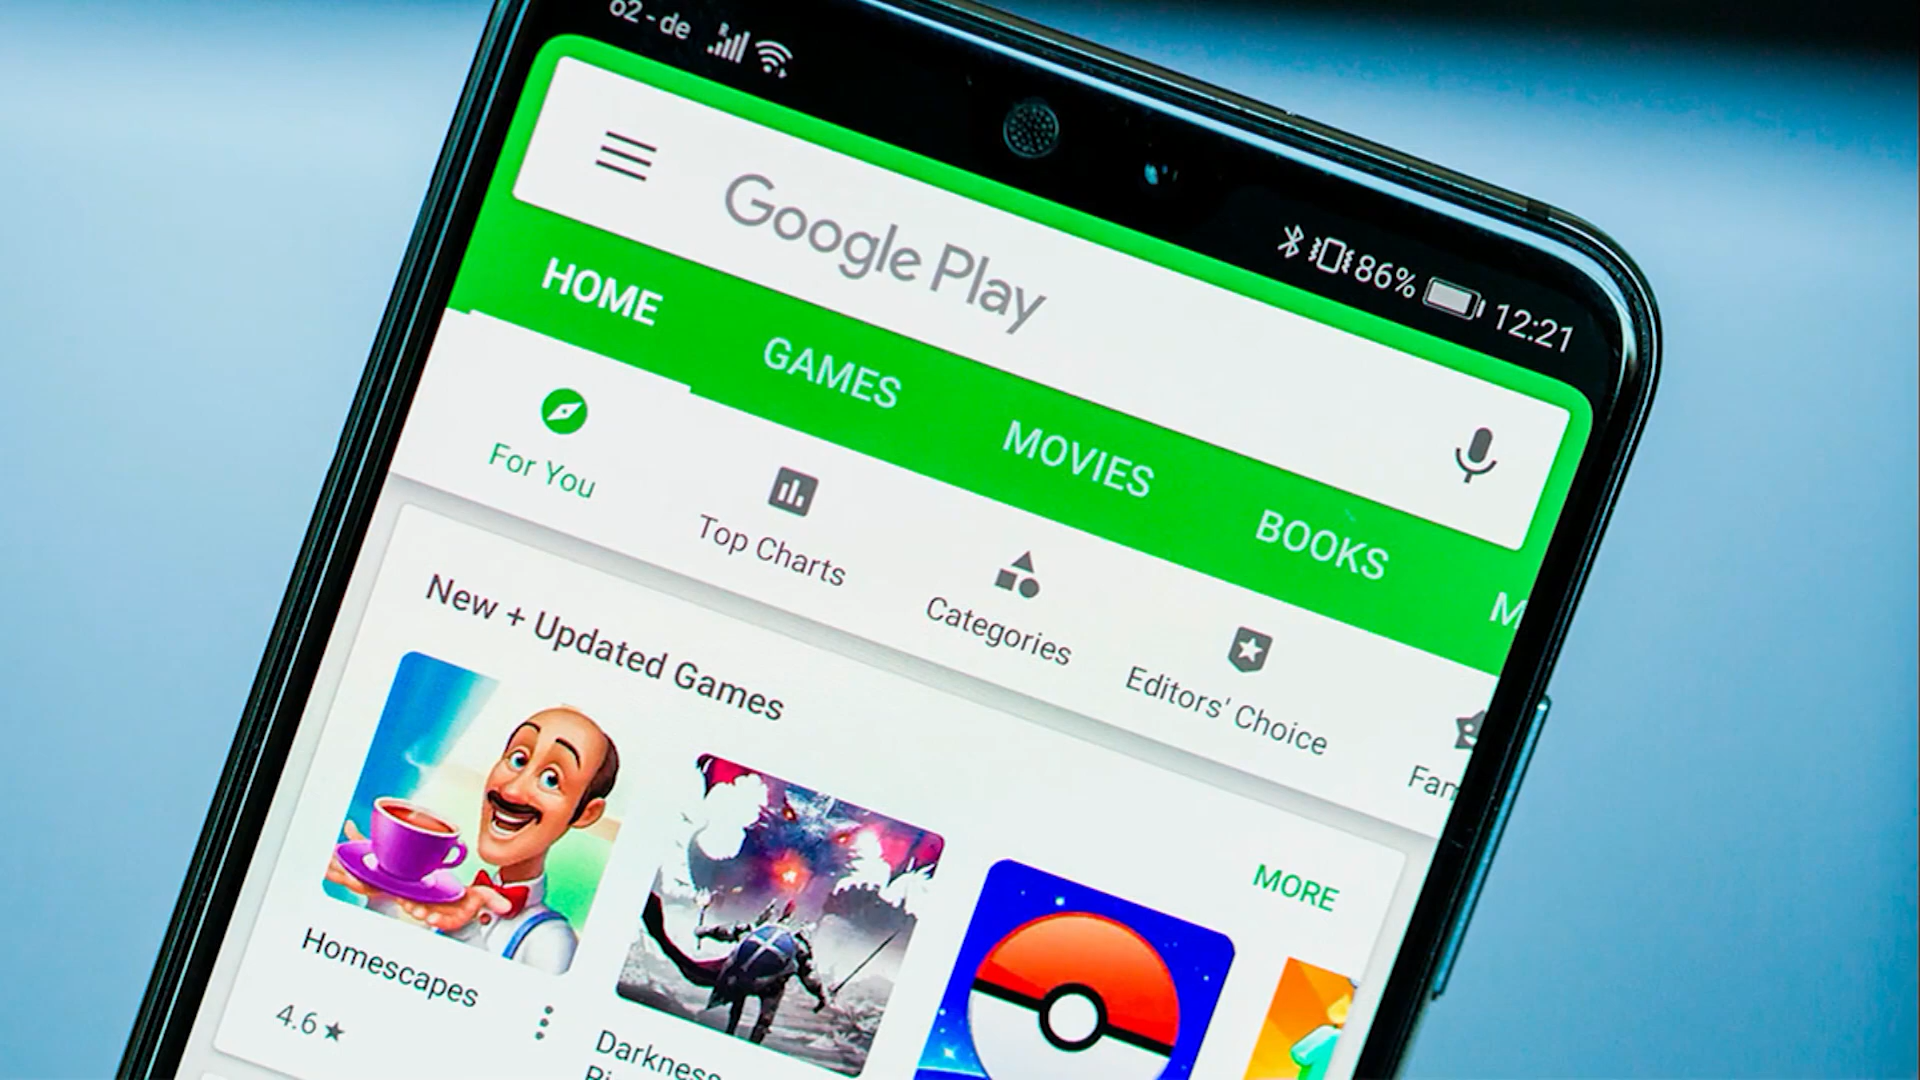 o2 - de
86% 12:21
Google Play
HOME GAMES MOVIES BOOKS M
For You Top Charts Categories Editors' Choice Fam
New + Updated Games
MORE
Homescapes
4.6★
Darkness